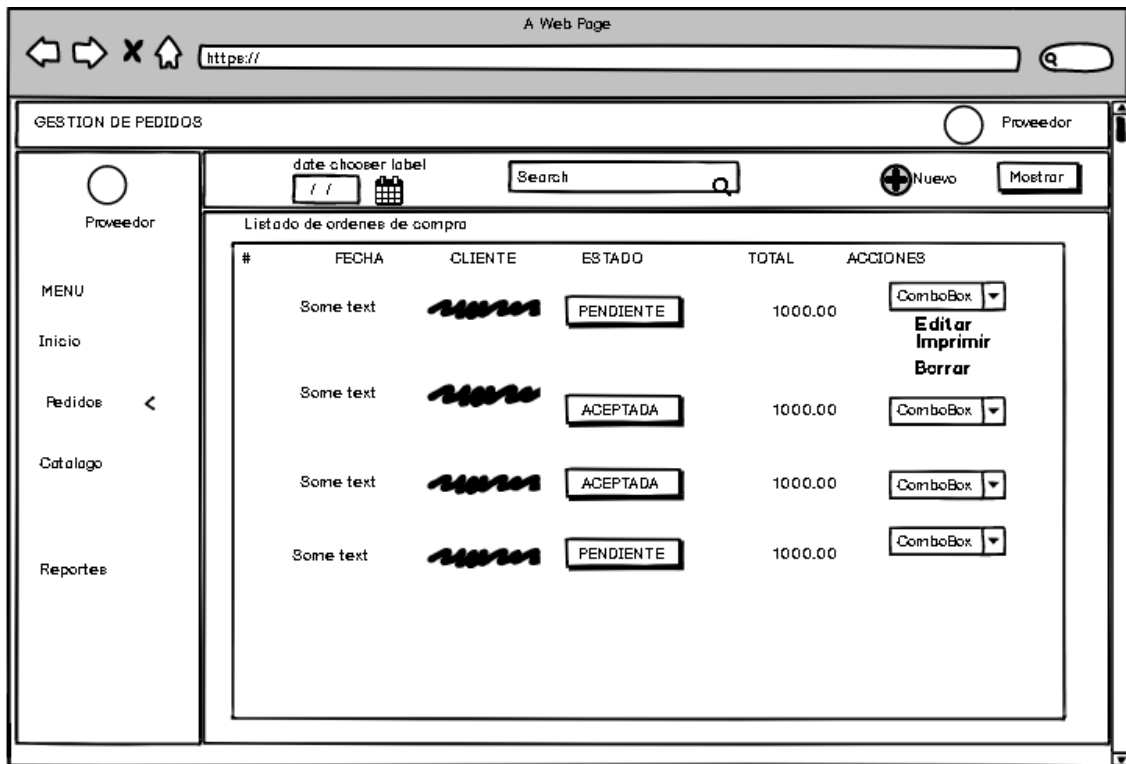 A Web Page
https://
GESTION DE PEDIDOS
Proveedor
Proveedor
MENU
Inicio
Pedidos <
Catalago
Reportes
date chooser label
/ /
Search
Nuevo
Mostrar
Listado de ordenes de compra
# FECHA CLIENTE ESTADO TOTAL ACCIONES
Some text PENDIENTE 1000.00 ComboBox
Editar
Imprimir
Borrar
Some text ACEPTADA 1000.00 ComboBox
Some text ACEPTADA 1000.00 ComboBox
Some text PENDIENTE 1000.00 ComboBox